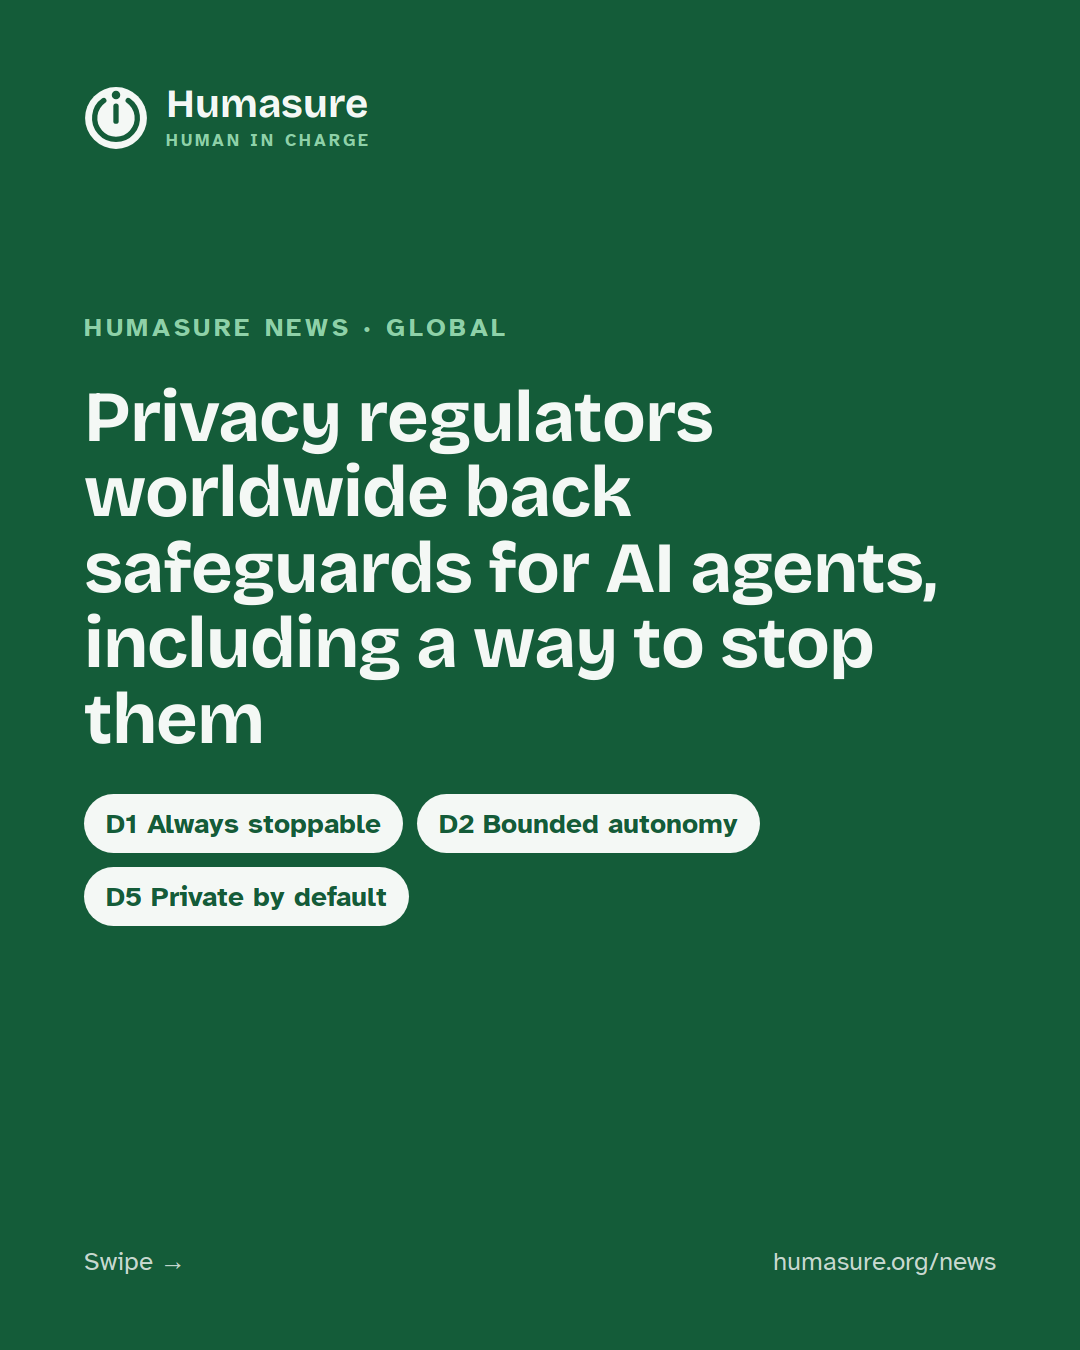 Humasure
HUMAN IN CHARGE
HUMASURE NEWS · GLOBAL
Privacy regulators
worldwide back
safeguards for AI agents,
including a way to stop
them
D1 Always stoppable
D2 Bounded autonomy
D5 Private by default
Swipe →
humasure.org/news